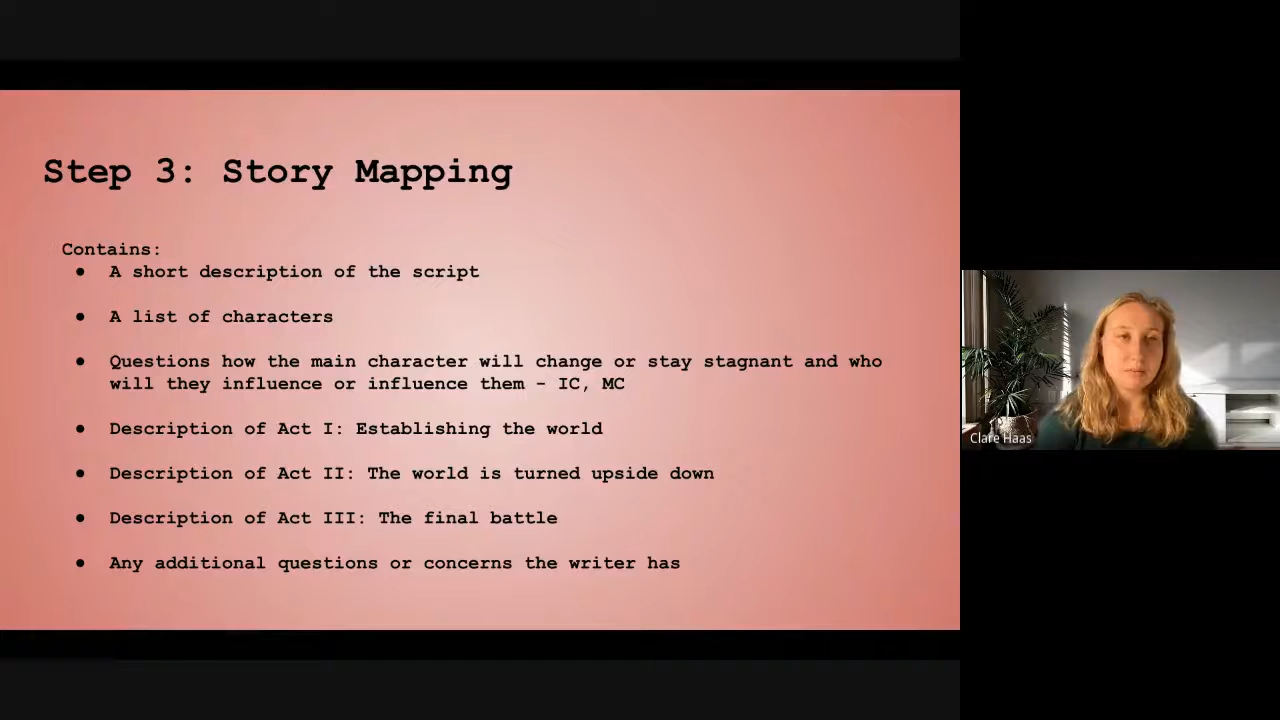 Step 3: Story Mapping
Contains:
● A short description of the script
● A list of characters
● Questions how the main character will change or stay stagnant and who
will they influence or influence them - IC, MC
● Description of Act I: Establishing the world
● Description of Act II: The world is turned upside down
● Description of Act III: The final battle
● Any additional questions or concerns the writer has
Clare Haas